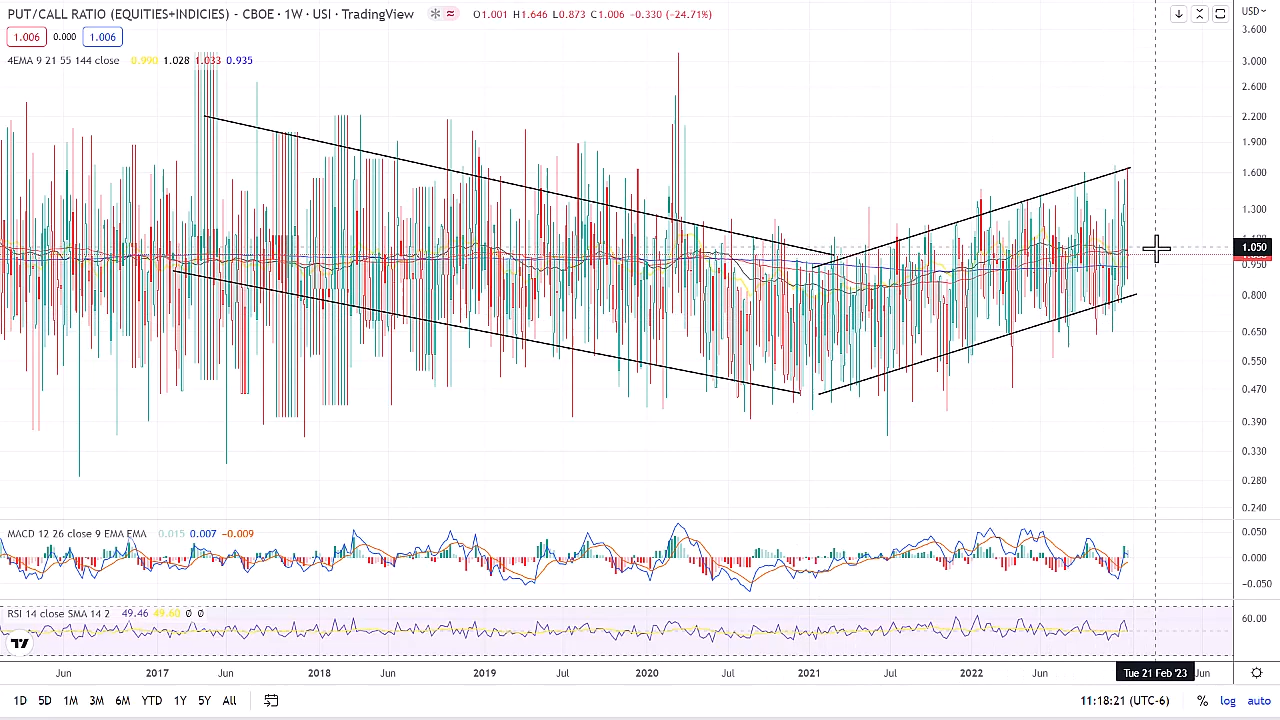 PUT/CALL RATIO (EQUITIES+INDICIES) - CBOE · 1W · USI · TradingView O1.001 H1.646 L0.873 C1.006 -0.330 (-24.71%)
1.006 0.000 1.006
4EMA 9 21 55 144 close 0.990 1.028 1.033 0.935
USD
3.600
3.000
2.600
2.200
1.900
1.600
1.300
1.050
0.950
0.800
0.650
0.550
0.470
0.390
0.330
0.280
0.240
MACD 12 26 close 9 EMA EMA 0.015 0.007 −0.009
0.050
0.000
−0.050
RSI 14 close SMA 14 2 49.46 49.60 Ø Ø
60.00
Jun 2017 Jun 2018 Jun 2019 Jul 2020 Jul 2021 Jul 2022 Jun Tue 21 Feb '23 Jun
1D 5D 1M 3M 6M YTD 1Y 5Y All 11:18:21 (UTC-6) % log auto